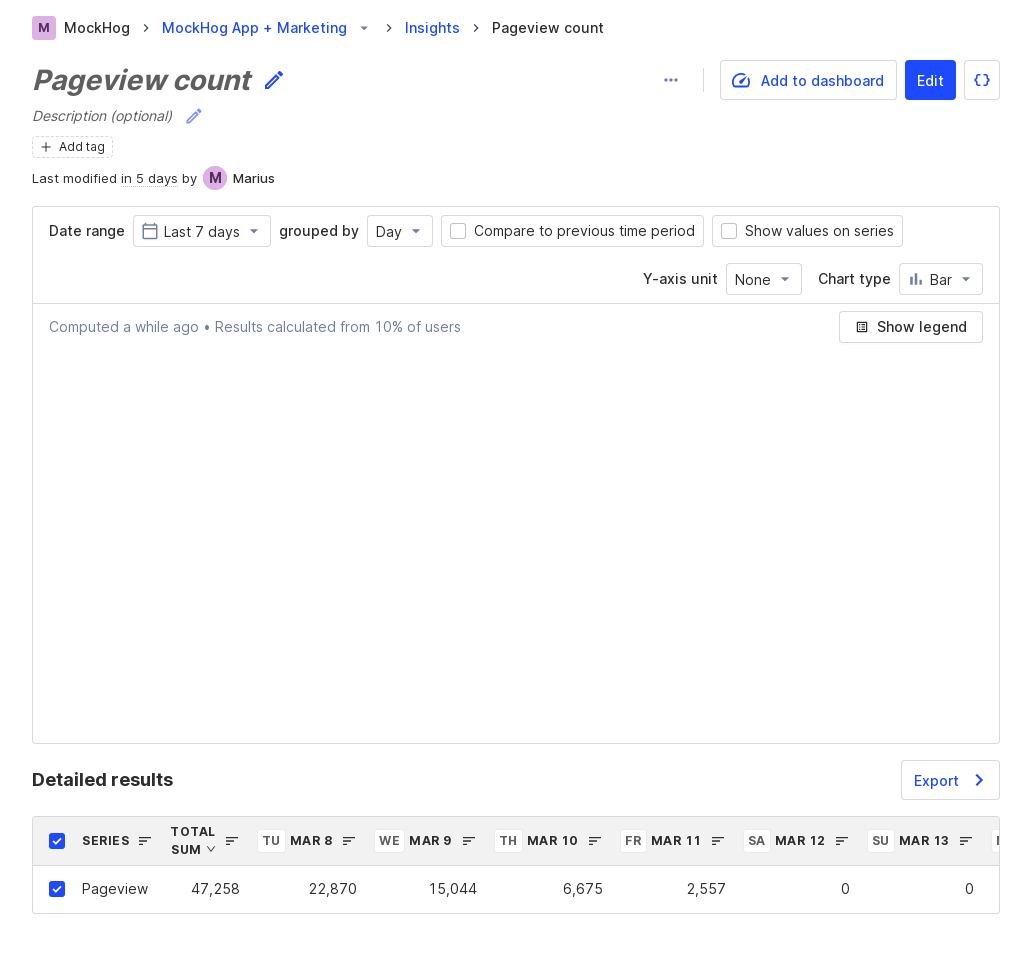 M MockHog MockHog App + Marketing Insights Pageview count
Pageview count
Add to dashboard Edit
Description (optional)
Add tag
Last modified in 5 days by M Marius
Date range Last 7 days grouped by Day Compare to previous time period Show values on series
Y-axis unit None Chart type Bar
Computed a while ago • Results calculated from 10% of users Show legend
Detailed results Export
SERIES TOTAL SUM TU MAR 8 WE MAR 9 TH MAR 10 FR MAR 11 SA MAR 12 SU MAR 13
Pageview 47,258 22,870 15,044 6,675 2,557 0 0